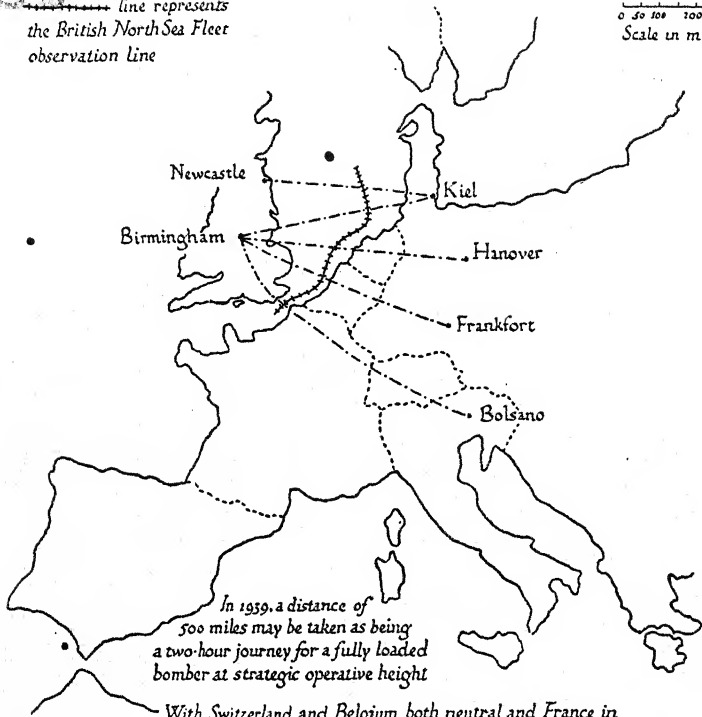 line represents
the British North Sea Fleet
observation line
0 50 100 200
Scale in m
Newcastle
Kiel
Birmingham
Hanover
Frankfort
Bolsano
In 1939, a distance of
500 miles may be taken as being
a two-hour journey for a fully loaded
bomber at strategic operative height
With Switzerland and Belgium both neutral and France in